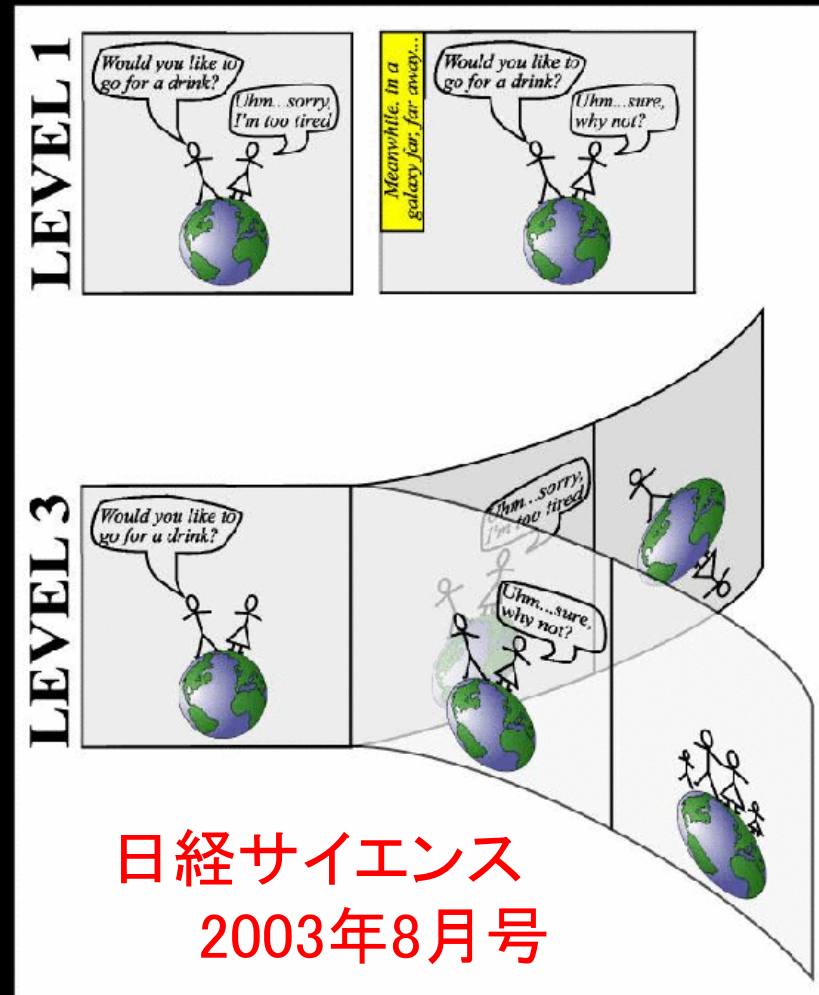 LEVEL 1
Would you like to
go for a drink?
Uhm...sorry,
I'm too tired
Meanwhile, in a
galaxy far, far away...
Would you like to
go for a drink?
Uhm...sure,
why not?
LEVEL 3
Would you like to
go for a drink?
Uhm...sorry,
I'm too tired
Uhm...sure,
why not?
日経サイエンス
2003年8月号